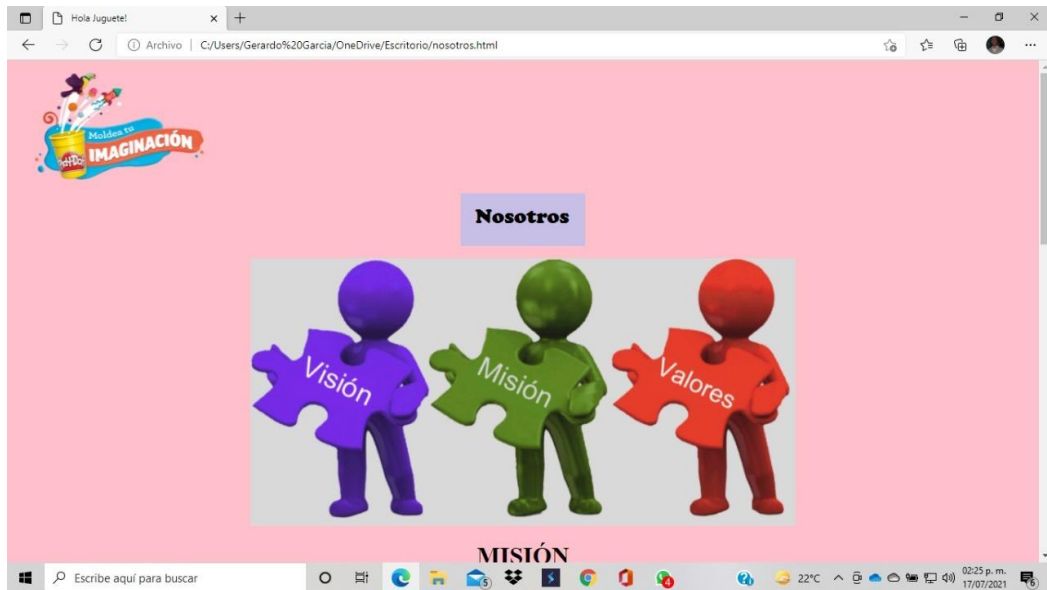 Hola Juguete!
Archivo | C:/Users/Gerardo%20Garcia/OneDrive/Escritorio/nosotros.html
Moldea tu
IMAGINACIÓN
Play-Doh
Nosotros
Visión
Misión
Valores
MISIÓN
Escribe aquí para buscar
22°C
02:25 p. m.
17/07/2021